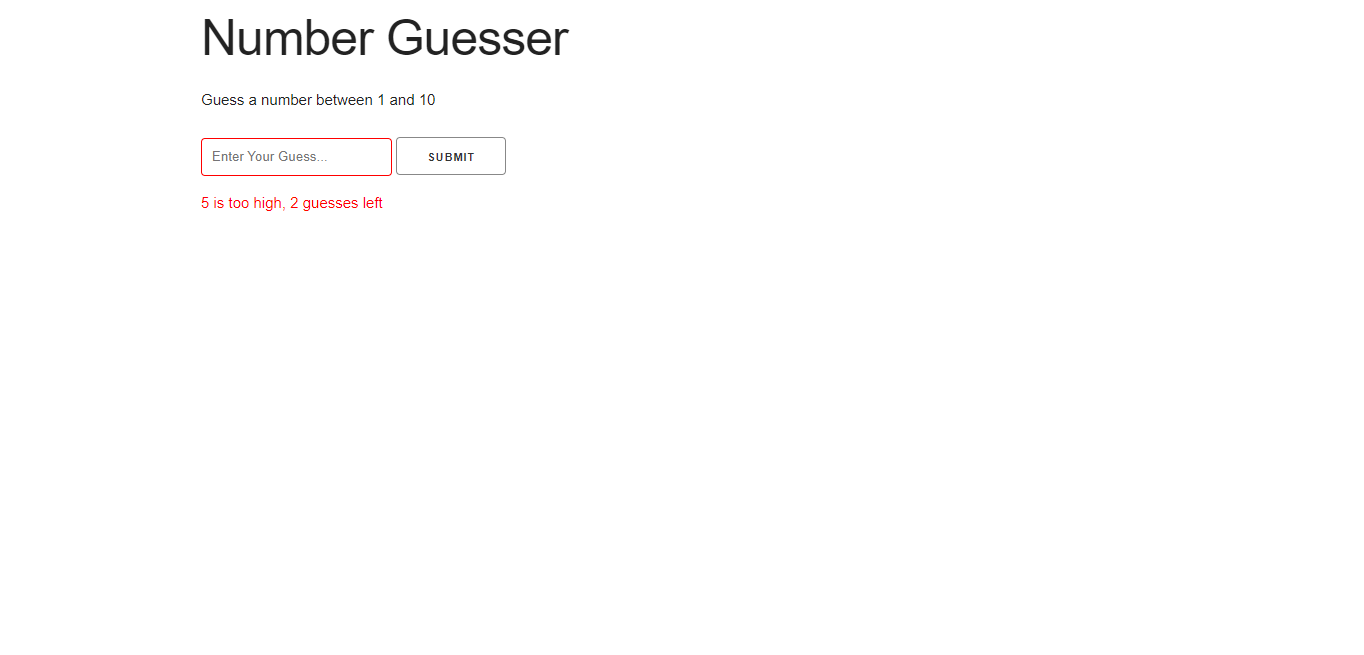 Number Guesser
Guess a number between 1 and 10
Enter Your Guess... SUBMIT
5 is too high, 2 guesses left